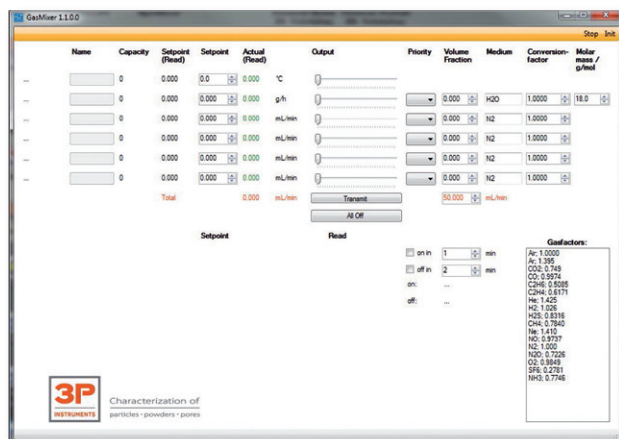 GasMixer 1.1.0.0
Stop Init
Name Capacity Setpoint (Read) Setpoint Actual (Read) Output Priority Volume Fraction Medium Conversion-factor Molar mass / g/mol
... 0 0.000 0.0 0.000 °C
... 0 0.000 0.000 0.000 g/h 0.000 H2O 1.0000 18.0
... 0 0.000 0.000 0.000 mL/min 0.000 N2 1.0000
... 0 0.000 0.000 0.000 mL/min 0.000 N2 1.0000
... 0 0.000 0.000 0.000 mL/min 0.000 N2 1.0000
... 0 0.000 0.000 0.000 mL/min 0.000 N2 1.0000
Total 0.000 mL/min Transmit 50.000 mL/min
All Off
Setpoint Read
on in 1 min
off in 2 min
on: ...
off: ...
Gasfactors:
Air; 1.0000
Ar; 1.395
CO2; 0.749
CO; 0.9974
C2H6; 0.5085
C2H4; 0.6171
He; 1.425
H2; 1.026
H2S; 0.8316
CH4; 0.7840
Ne; 1.410
NO; 0.9737
N2; 1.000
N2O; 0.7226
O2; 0.9849
SF6; 0.2781
NH3; 0.7746
3P
INSTRUMENTS
Characterization of
particles · powders · pores